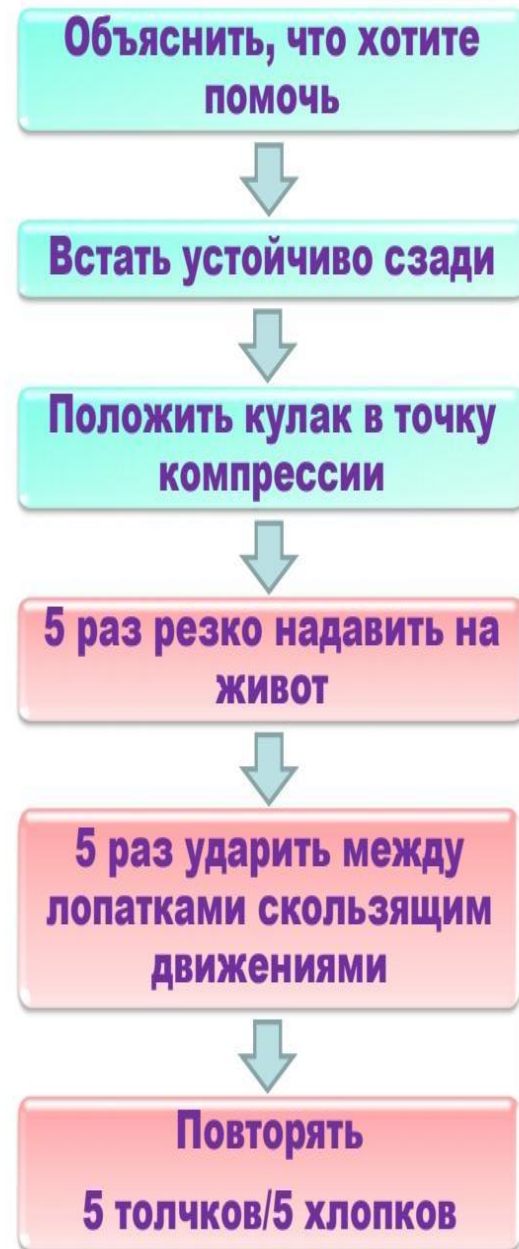 Объяснить, что хотите
помочь
Встать устойчиво сзади
Положить кулак в точку
компрессии
5 раз резко надавить на
живот
5 раз ударить между
лопатками скользящим
движениями
Повторять
5 толчков/5 хлопков